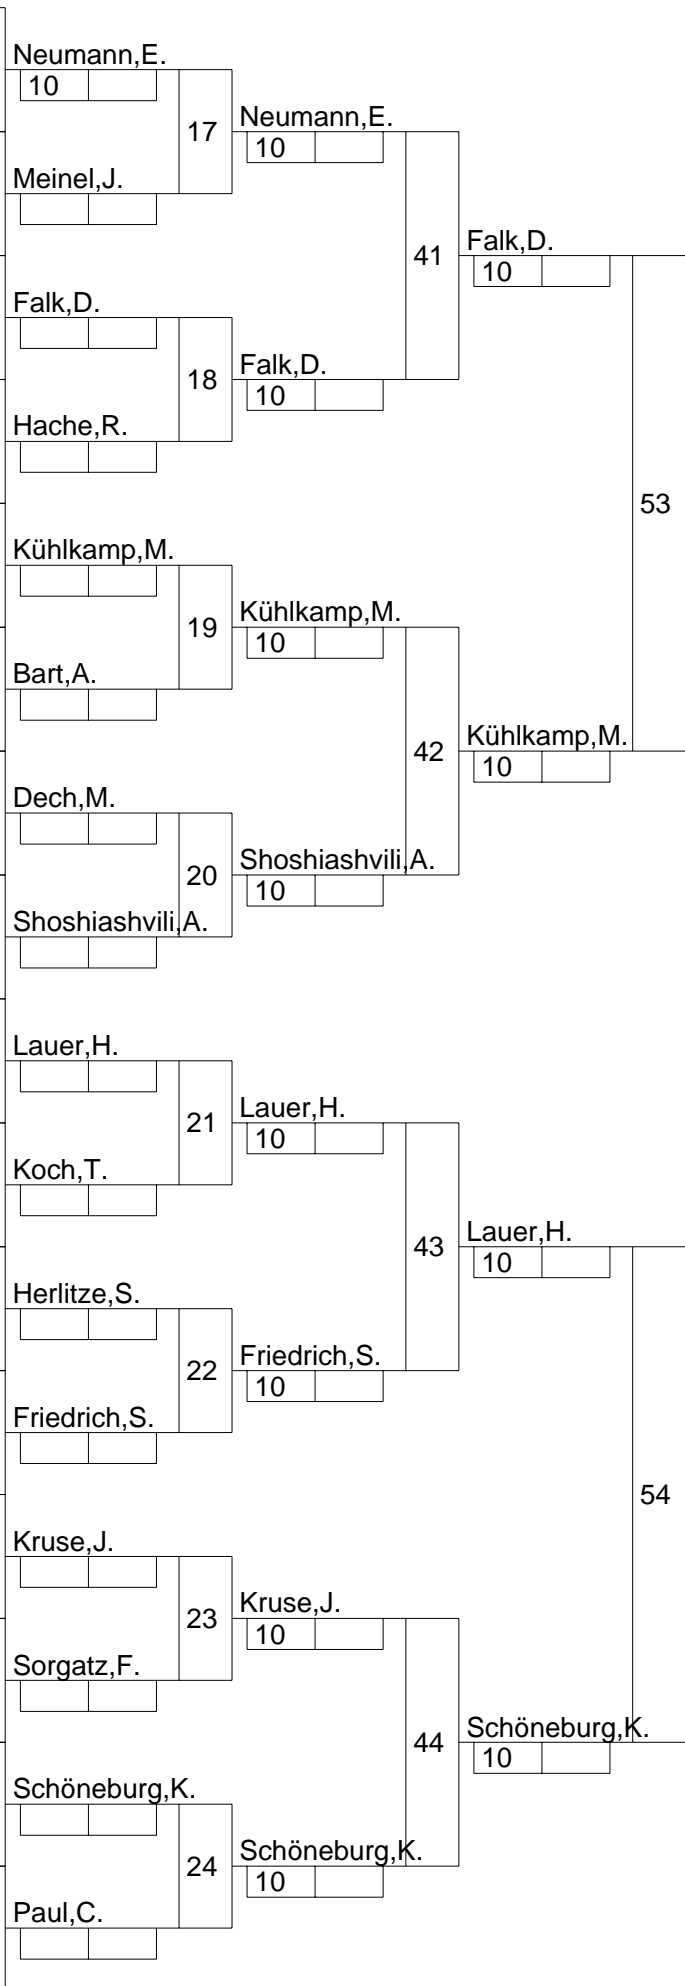 Neumann,E.
10
17
Meinel,J.
Neumann,E.
10
41
Falk,D.
10
Falk,D.
18
Hache,R.
Falk,D.
10
53
Kühlkamp,M.
19
Bart,A.
Kühlkamp,M.
10
42
Kühlkamp,M.
10
Dech,M.
20
Shoshiashvili,A.
Shoshiashvili,A.
10
Lauer,H.
21
Koch,T.
Lauer,H.
10
43
Lauer,H.
10
Herlitze,S.
22
Friedrich,S.
Friedrich,S.
10
54
Kruse,J.
23
Sorgatz,F.
Kruse,J.
10
44
Schöneburg,K.
10
Schöneburg,K.
24
Paul,C.
Schöneburg,K.
10